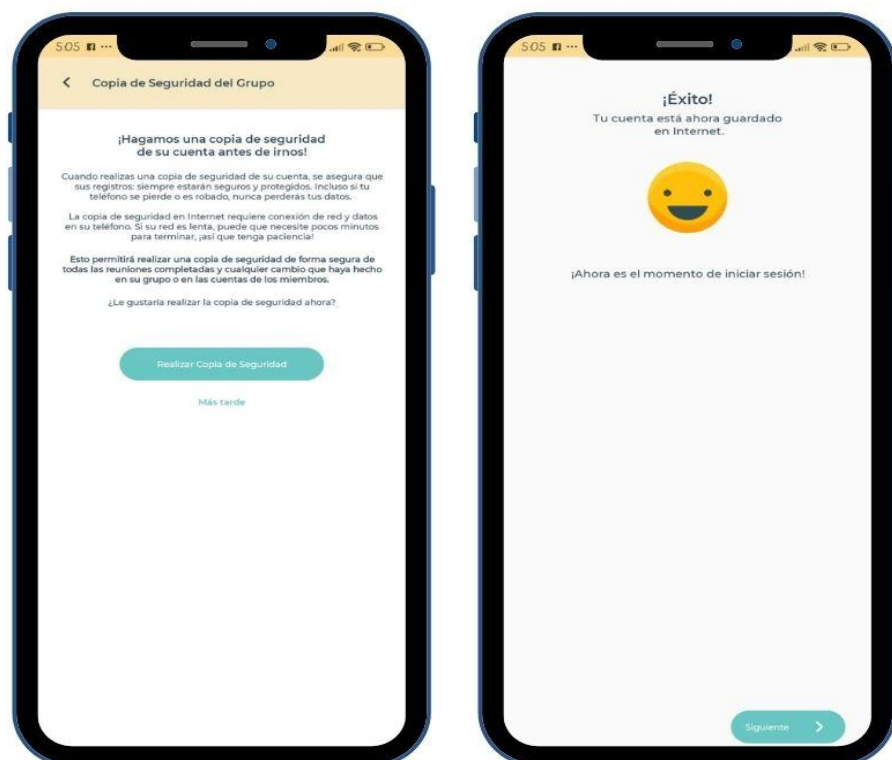 5:05
Copia de Seguridad del Grupo
¡Hagamos una copia de seguridad
de su cuenta antes de irnos!
Cuando realizas una copia de seguridad de su cuenta, se asegura que
sus registros: siempre estarán seguros y protegidos. Incluso si tu
teléfono se pierde o es robado, nunca perderás tus datos.
La copia de seguridad en Internet requiere conexión de red y datos
en su teléfono. Si su red es lenta, puede que necesite pocos minutos
para terminar, ¡así que tenga paciencia!
Esto permitirá realizar una copia de seguridad de forma segura de
todas las reuniones completadas y cualquier cambio que haya hecho
en su grupo o en las cuentas de los miembros.
¿Le gustaría realizar la copia de seguridad ahora?
Realizar Copia de Seguridad
Más tarde
5:05
¡Éxito!
Tu cuenta está ahora guardado
en Internet.
¡Ahora es el momento de iniciar sesión!
Siguiente